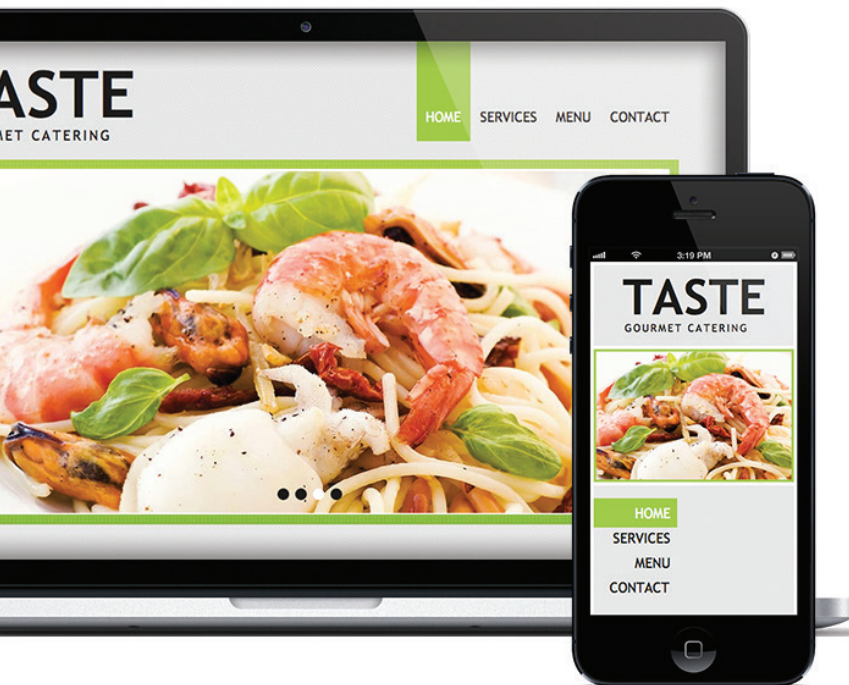 ASTE
MET CATERING
HOME SERVICES MENU CONTACT
3:19 PM
TASTE
GOURMET CATERING
HOME
SERVICES
MENU
CONTACT